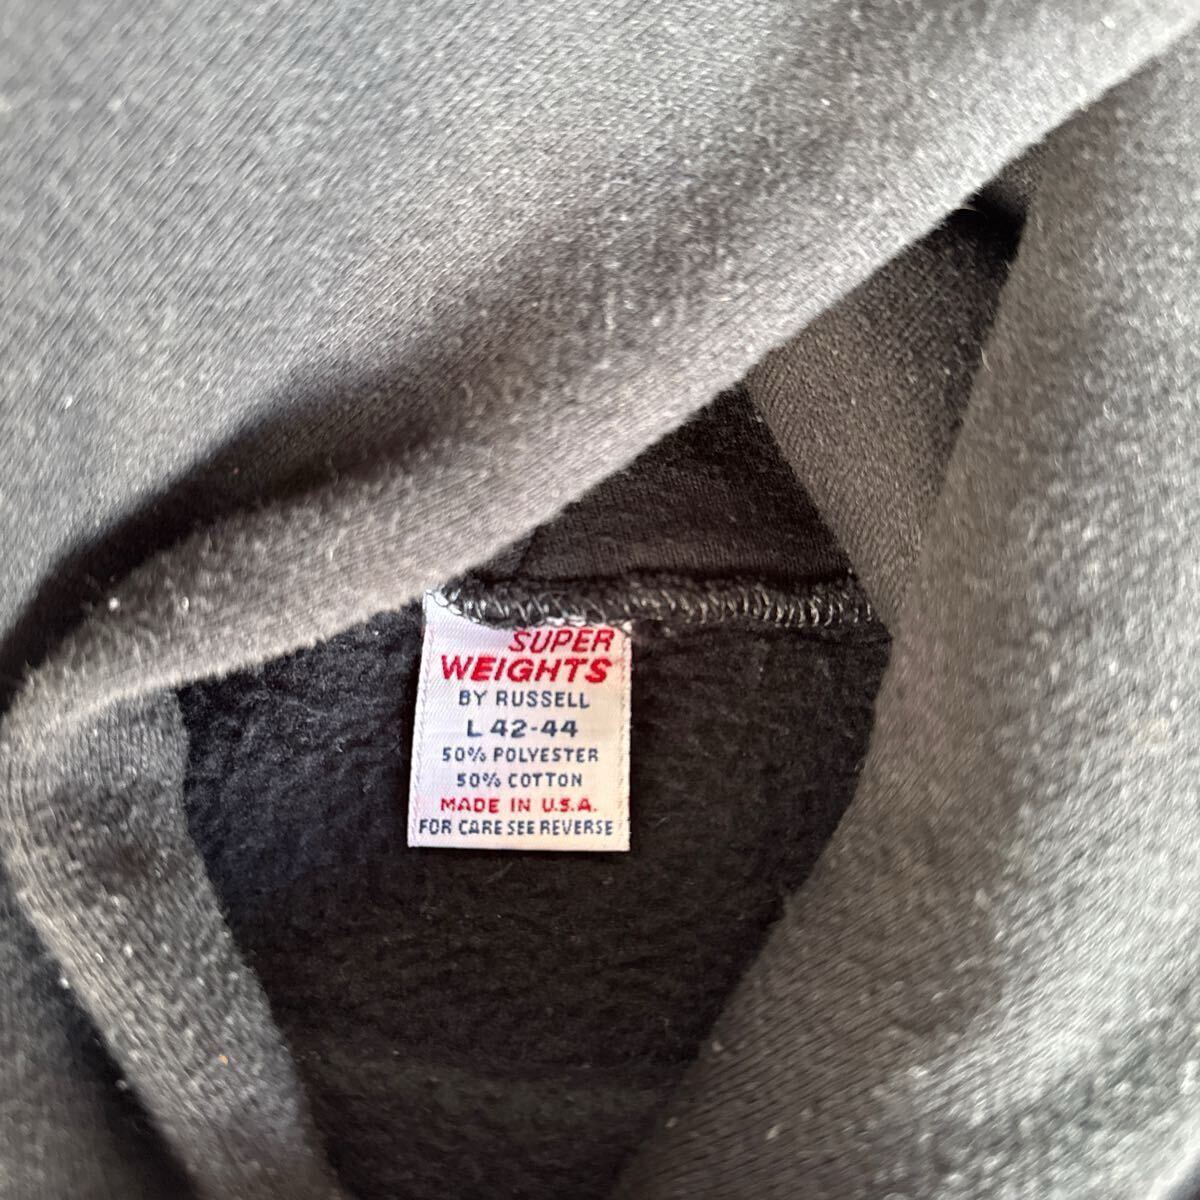 SUPER
WEIGHTS
BY RUSSELL
L 42-44
50% POLYESTER
50% COTTON
MADE IN U.S.A.
FOR CARE SEE REVERSE